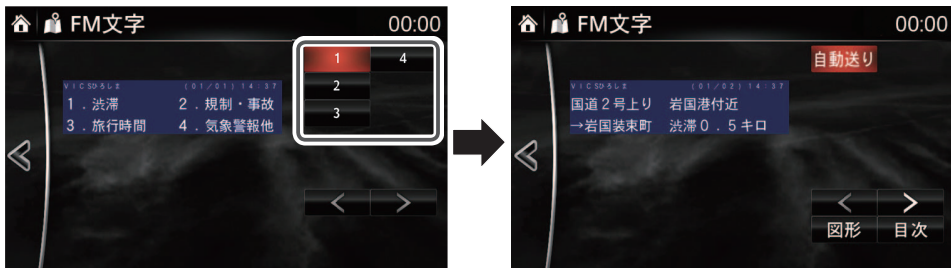 FM文字 00:00
1 4
2
3
VICSひろしま (01/01) 14:37
1.渋滞 2.規制・事故
3.旅行時間 4.気象警報他
< >
FM文字 00:00
自動送り
VICSひろしま (01/02) 14:37
国道2号上り 岩国港付近
→岩国装束町 渋滞0.5キロ
< >
図形 目次